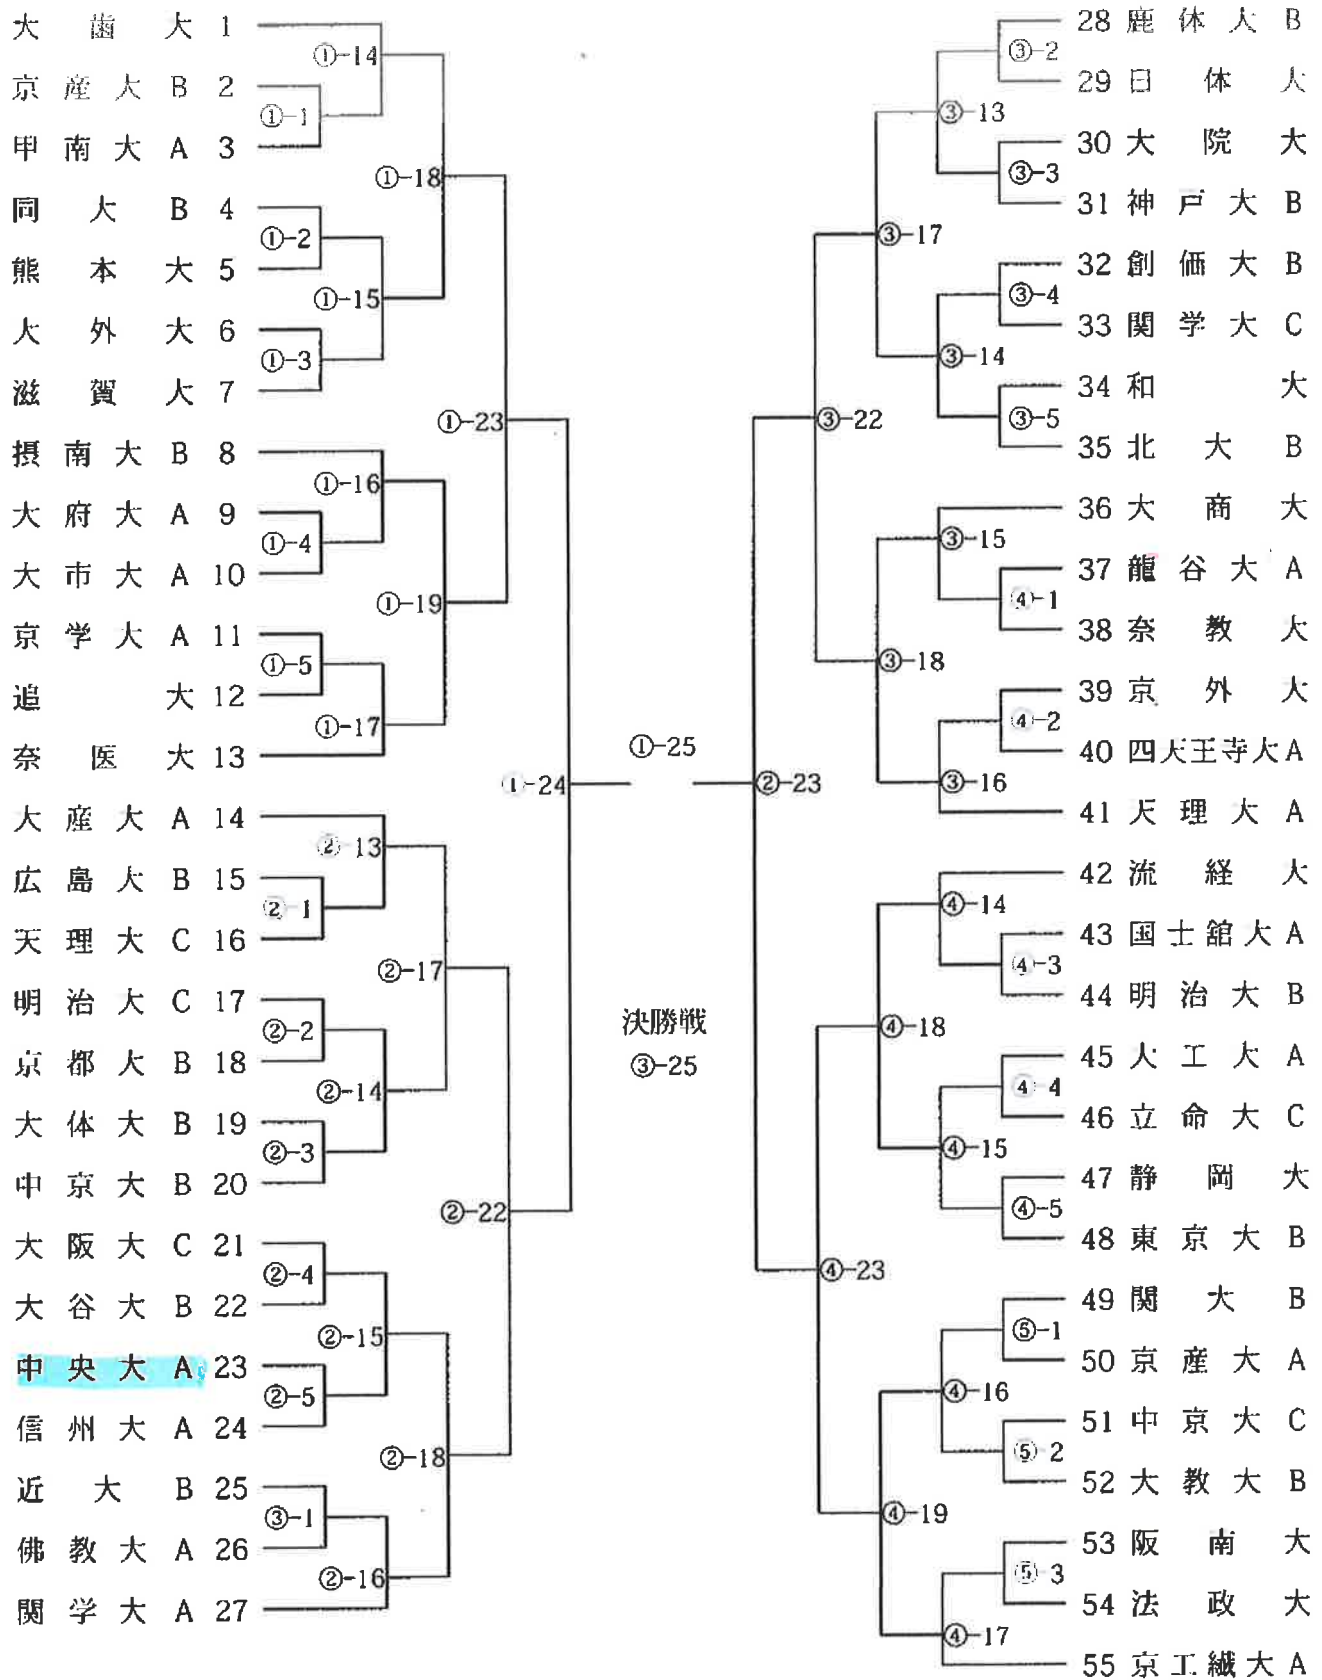 大歯大 1
①-14
京産大B 2
①-1
甲南大A 3
①-18
同大B 4
①-2
熊本大 5
①-15
大外大 6
①-3
滋賀大 7
①-23
摂南大B 8
①-16
大府大A 9
①-4
大市大A 10
①-19
京学大A 11
①-5
追大 12
①-17
奈医大 13
①-24
大産大A 14
②-13
広島大B 15
②-1
天理大C 16
②-17
明治大C 17
②-2
京都大B 18
②-14
大体大B 19
②-3
中京大B 20
②-22
大阪大C 21
②-4
大谷大B 22
②-15
中央大A 23
②-5
信州大A 24
②-18
近大B 25
③-1
佛教大A 26
②-16
関学大A 27
①-25
決勝戦
③-25
28 鹿体大B
③-2
29 日体大
③-13
30 大院大
③-3
31 神戸大B
③-17
32 創価大B
③-4
33 関学大C
③-14
34 和大
③-5
35 北大B
③-22
36 大商大
③-15
37 龍谷大A
④-1
38 奈教大
③-18
39 京外大
④-2
40 四天王寺大A
③-16
41 天理大A
②-23
42 流経大
④-14
43 国士舘大A
④-3
44 明治大B
④-18
45 大工大A
④-4
46 立命大C
④-15
47 静岡大
④-5
48 東京大B
④-23
49 関大B
⑤-1
50 京産大A
④-16
51 中京大C
⑤-2
52 大教大B
④-19
53 阪南大
⑤-3
54 法政大
④-17
55 京工繊大A